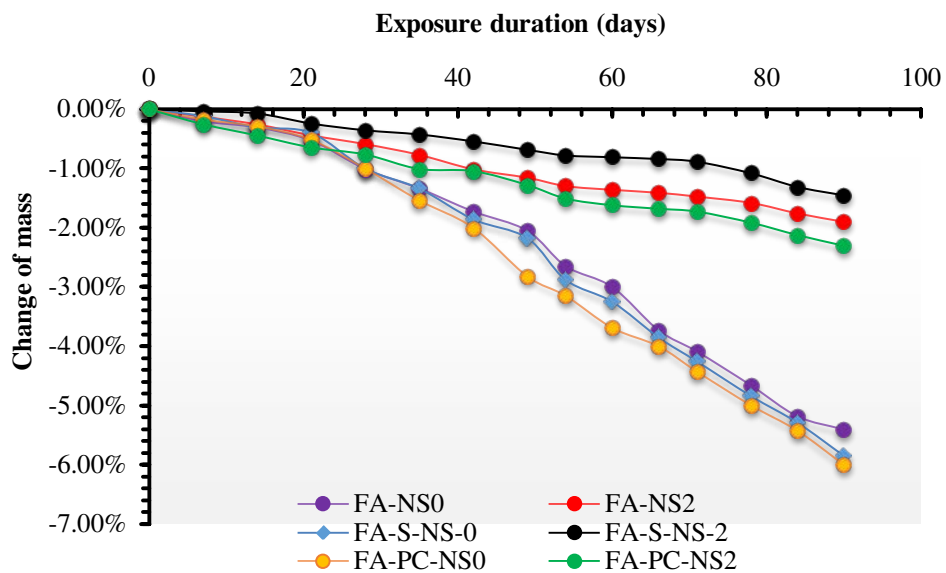 Exposure duration (days)
0 20 40 60 80 100
0.00%
-1.00%
-2.00%
-3.00%
-4.00%
-5.00%
-6.00%
-7.00%
Change of mass
FA-NS0 FA-NS2
FA-S-NS-0 FA-S-NS-2
FA-PC-NS0 FA-PC-NS2